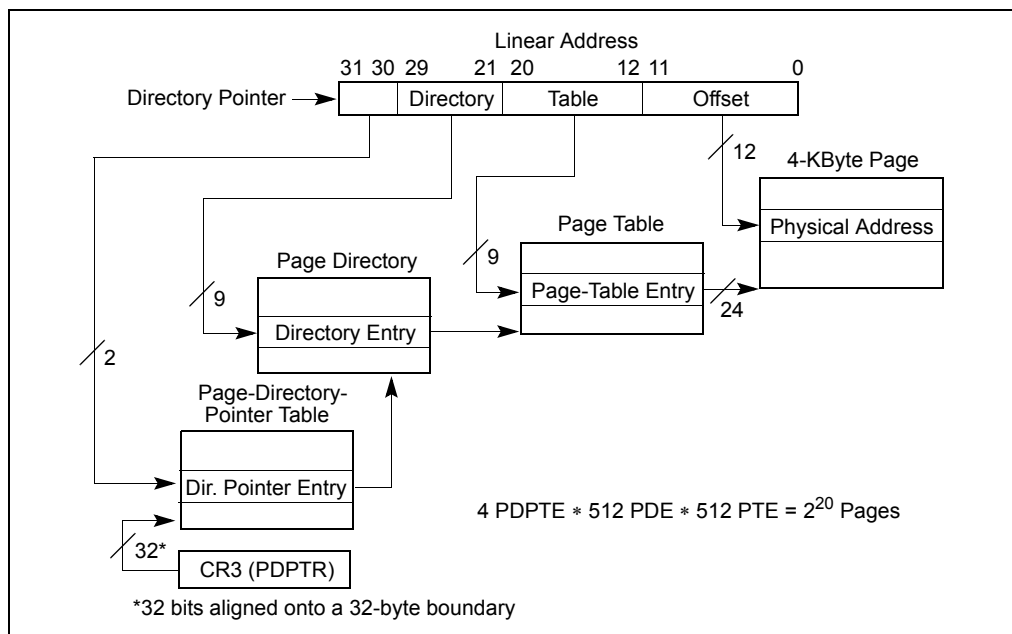 Linear Address
31 30 29 21 20 12 11 0
Directory Pointer
Directory Table Offset
12
4-KByte Page
Physical Address
Page Table
9
Page-Table Entry
24
Page Directory
9
Directory Entry
2
Page-Directory-
Pointer Table
Dir. Pointer Entry
4 PDPTE ∗ 512 PDE ∗ 512 PTE = 2²⁰ Pages
32*
CR3 (PDPTR)
*32 bits aligned onto a 32-byte boundary